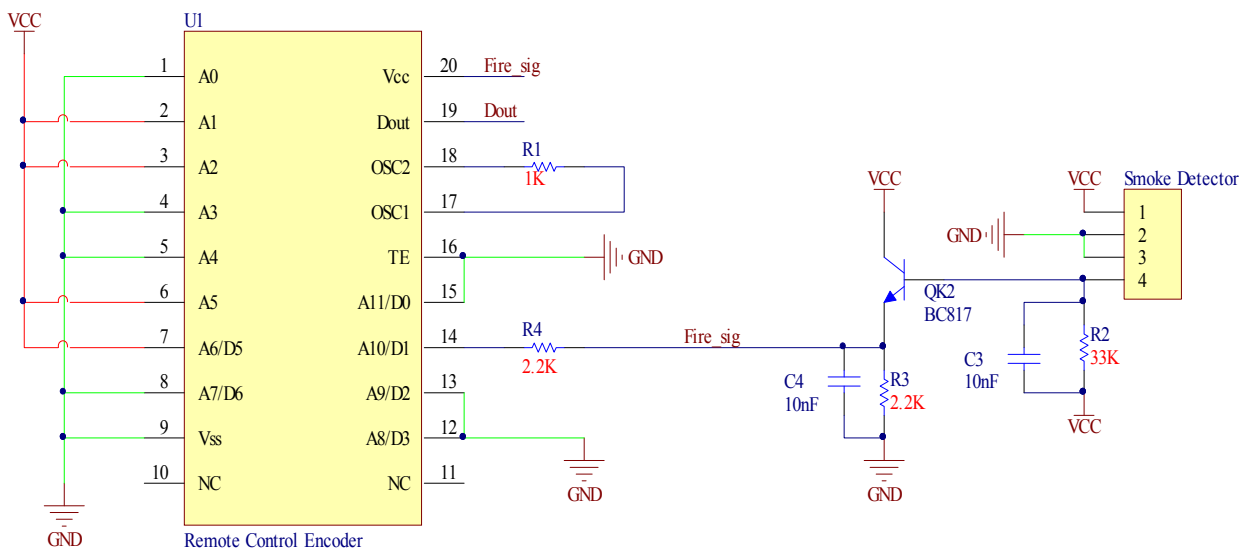 VCC
U1
1 A0
2 A1
3 A2
4 A3
5 A4
6 A5
7 A6/D5
8 A7/D6
9 Vss
10 NC
Vcc 20 Fire_sig
Dout 19 Dout
OSC2 18
OSC1 17
TE 16
A11/D0 15
A10/D1 14
A9/D2 13
A8/D3 12
NC 11
GND
Remote Control Encoder
R1
1K
GND
R4
2.2K
Fire_sig
GND
VCC
QK2
BC817
C4
10nF
R3
2.2K
GND
VCC
Smoke Detector
1
2
3
4
GND
C3
10nF
R2
33K
VCC